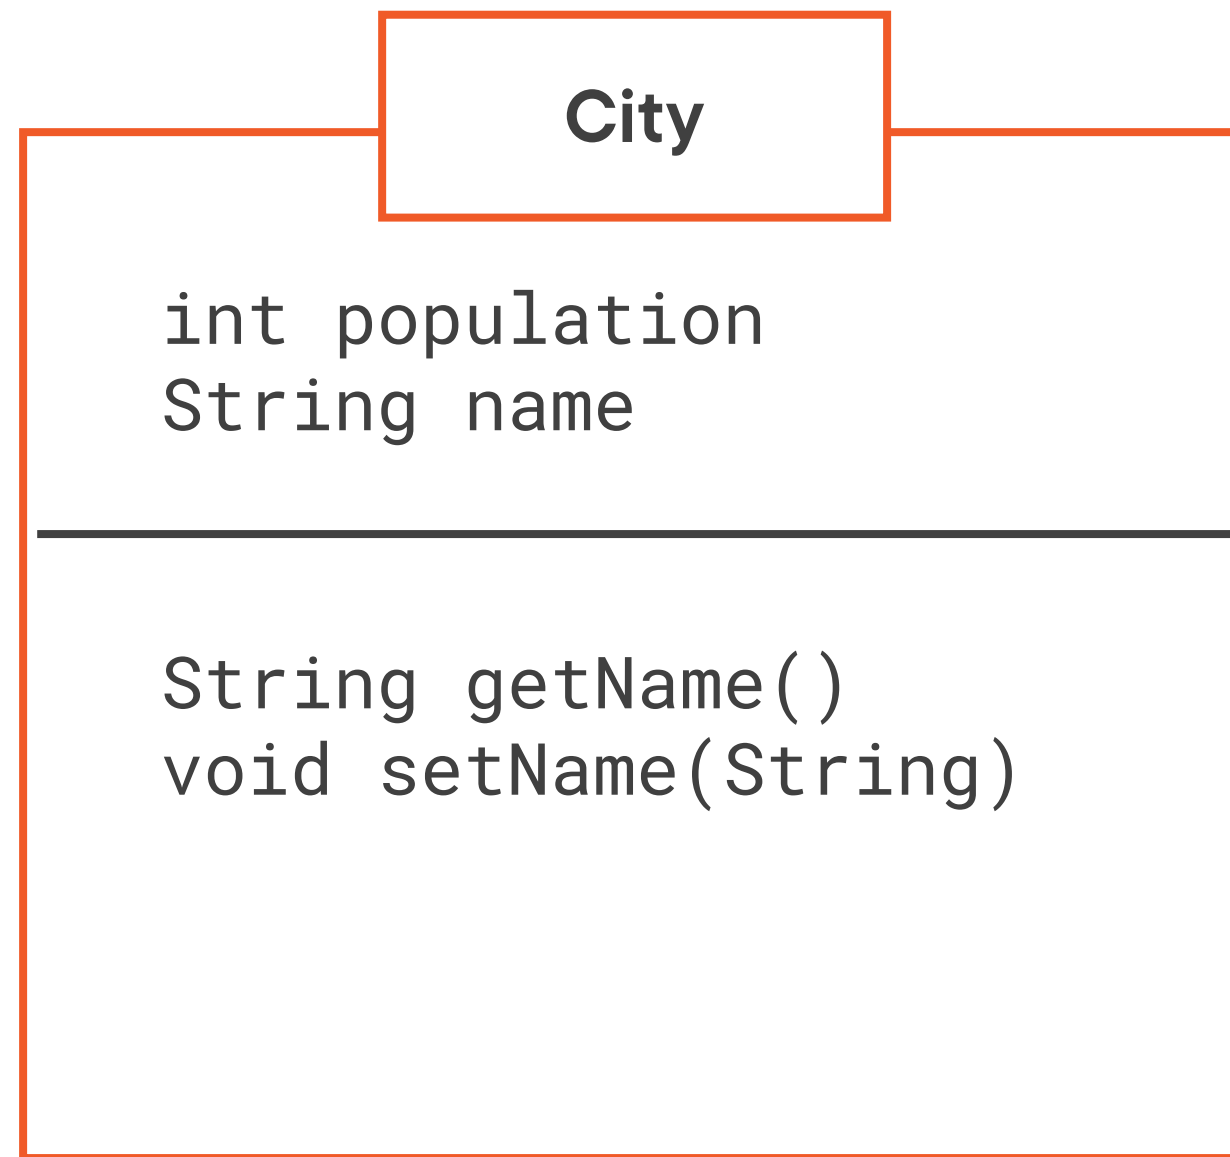 City
int population
String name
String getName()
void setName(String)